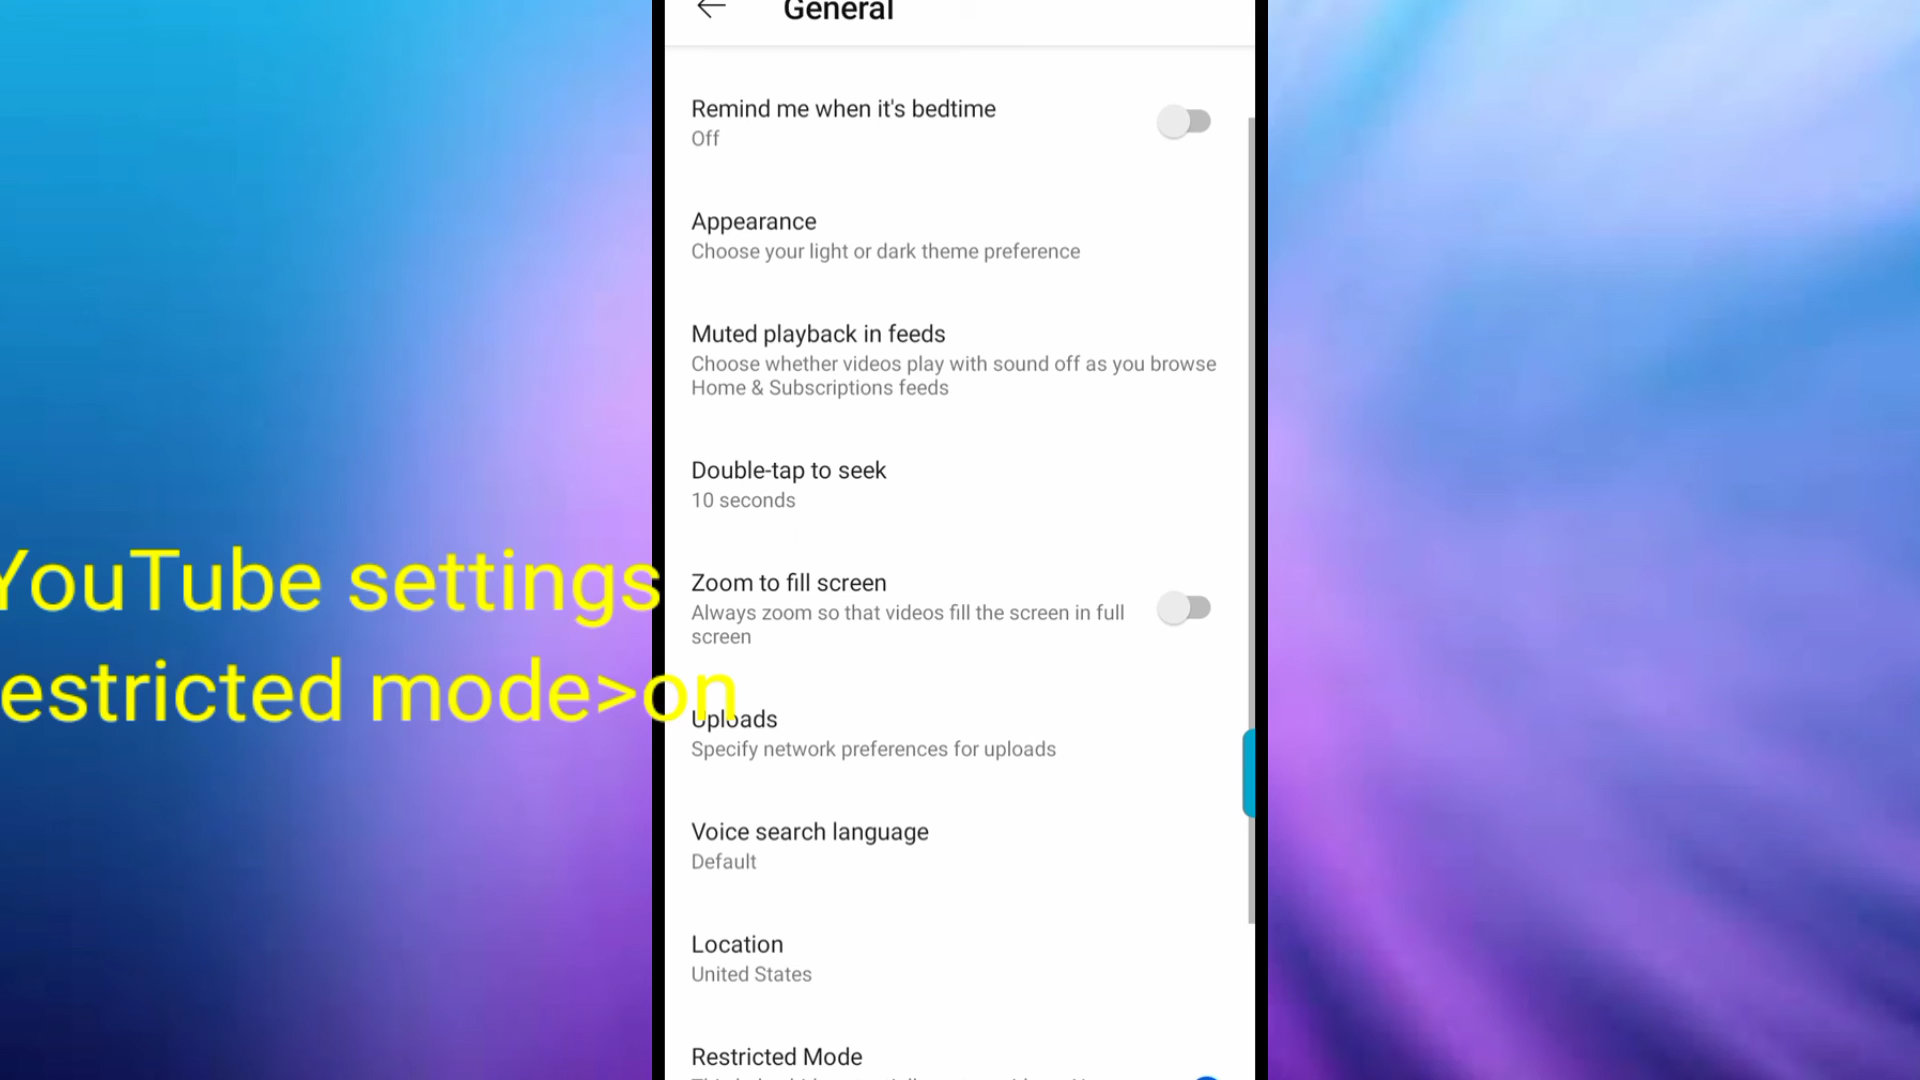 General
Remind me when it's bedtime
Off
Appearance
Choose your light or dark theme preference
Muted playback in feeds
Choose whether videos play with sound off as you browse
Home & Subscriptions feeds
Double-tap to seek
10 seconds
Zoom to fill screen
Always zoom so that videos fill the screen in full
screen
YouTube settings
estricted mode>on
Uploads
Specify network preferences for uploads
Voice search language
Default
Location
United States
Restricted Mode